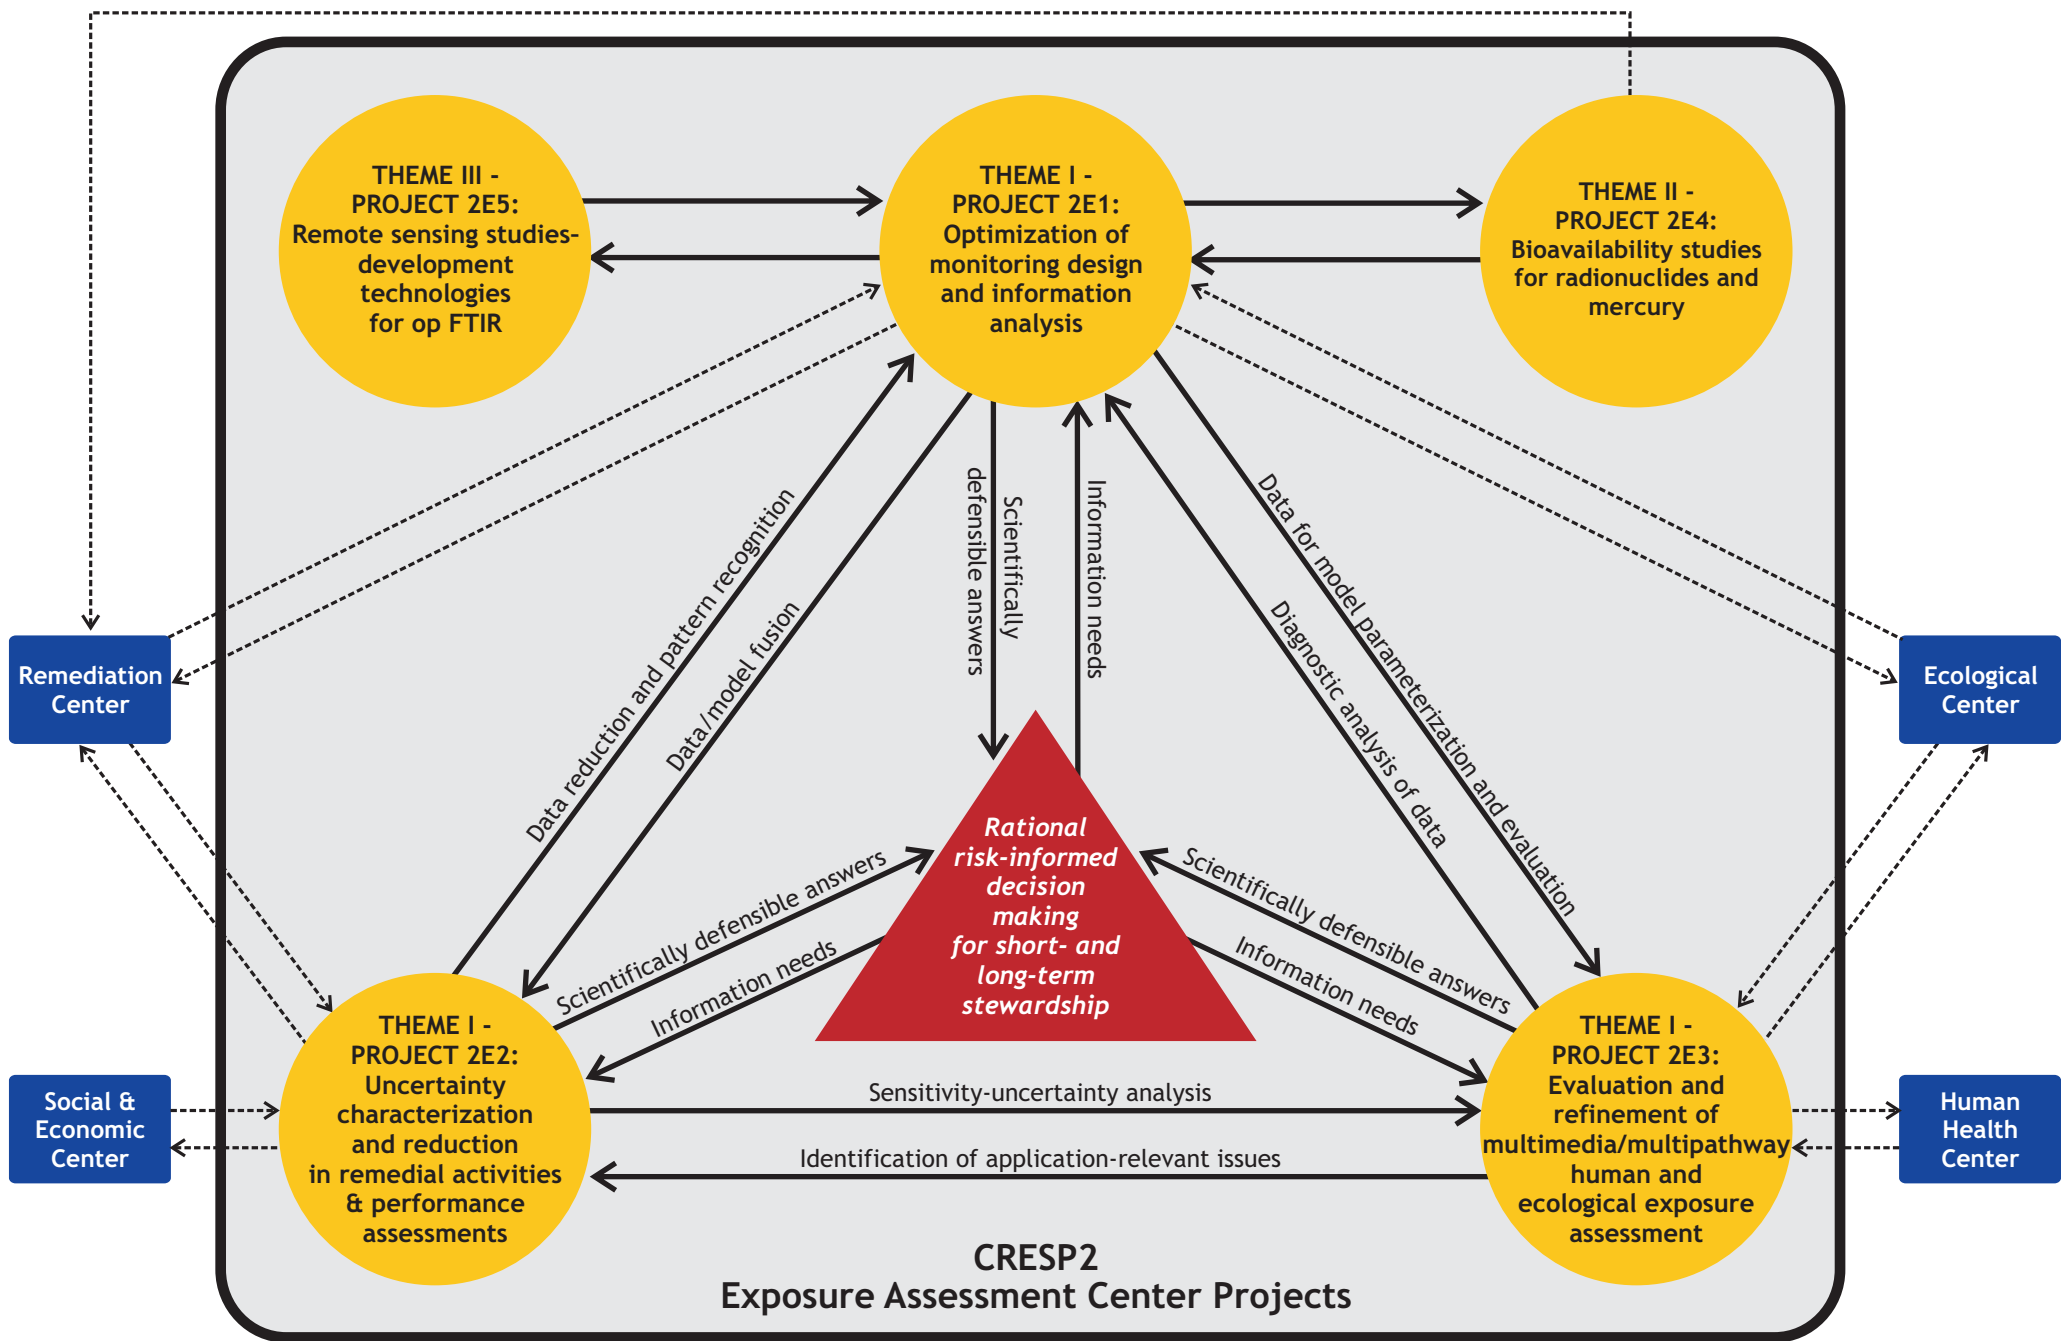 THEME III -
PROJECT 2E5:
Remote sensing studies–
development
technologies
for op FTIR
THEME I -
PROJECT 2E1:
Optimization of
monitoring design
and information
analysis
THEME II -
PROJECT 2E4:
Bioavailability studies
for radionuclides and
mercury
Data reduction and pattern recognition
Data/model fusion
Scientifically
defensible answers
Information needs
Data for model parameterization and evaluation
Diagnostic analysis of data
Remediation
Center
Ecological
Center
Rational
risk-informed
decision
making
for short- and
long-term
stewardship
Scientifically defensible answers
Information needs
Scientifically defensible answers
Information needs
THEME I -
PROJECT 2E2:
Uncertainty
characterization
and reduction
in remedial activities
& performance
assessments
Sensitivity-uncertainty analysis
Identification of application-relevant issues
THEME I -
PROJECT 2E3:
Evaluation and
refinement of
multimedia/multipathway
human and
ecological exposure
assessment
Social &
Economic
Center
Human
Health
Center
CRESP2
Exposure Assessment Center Projects